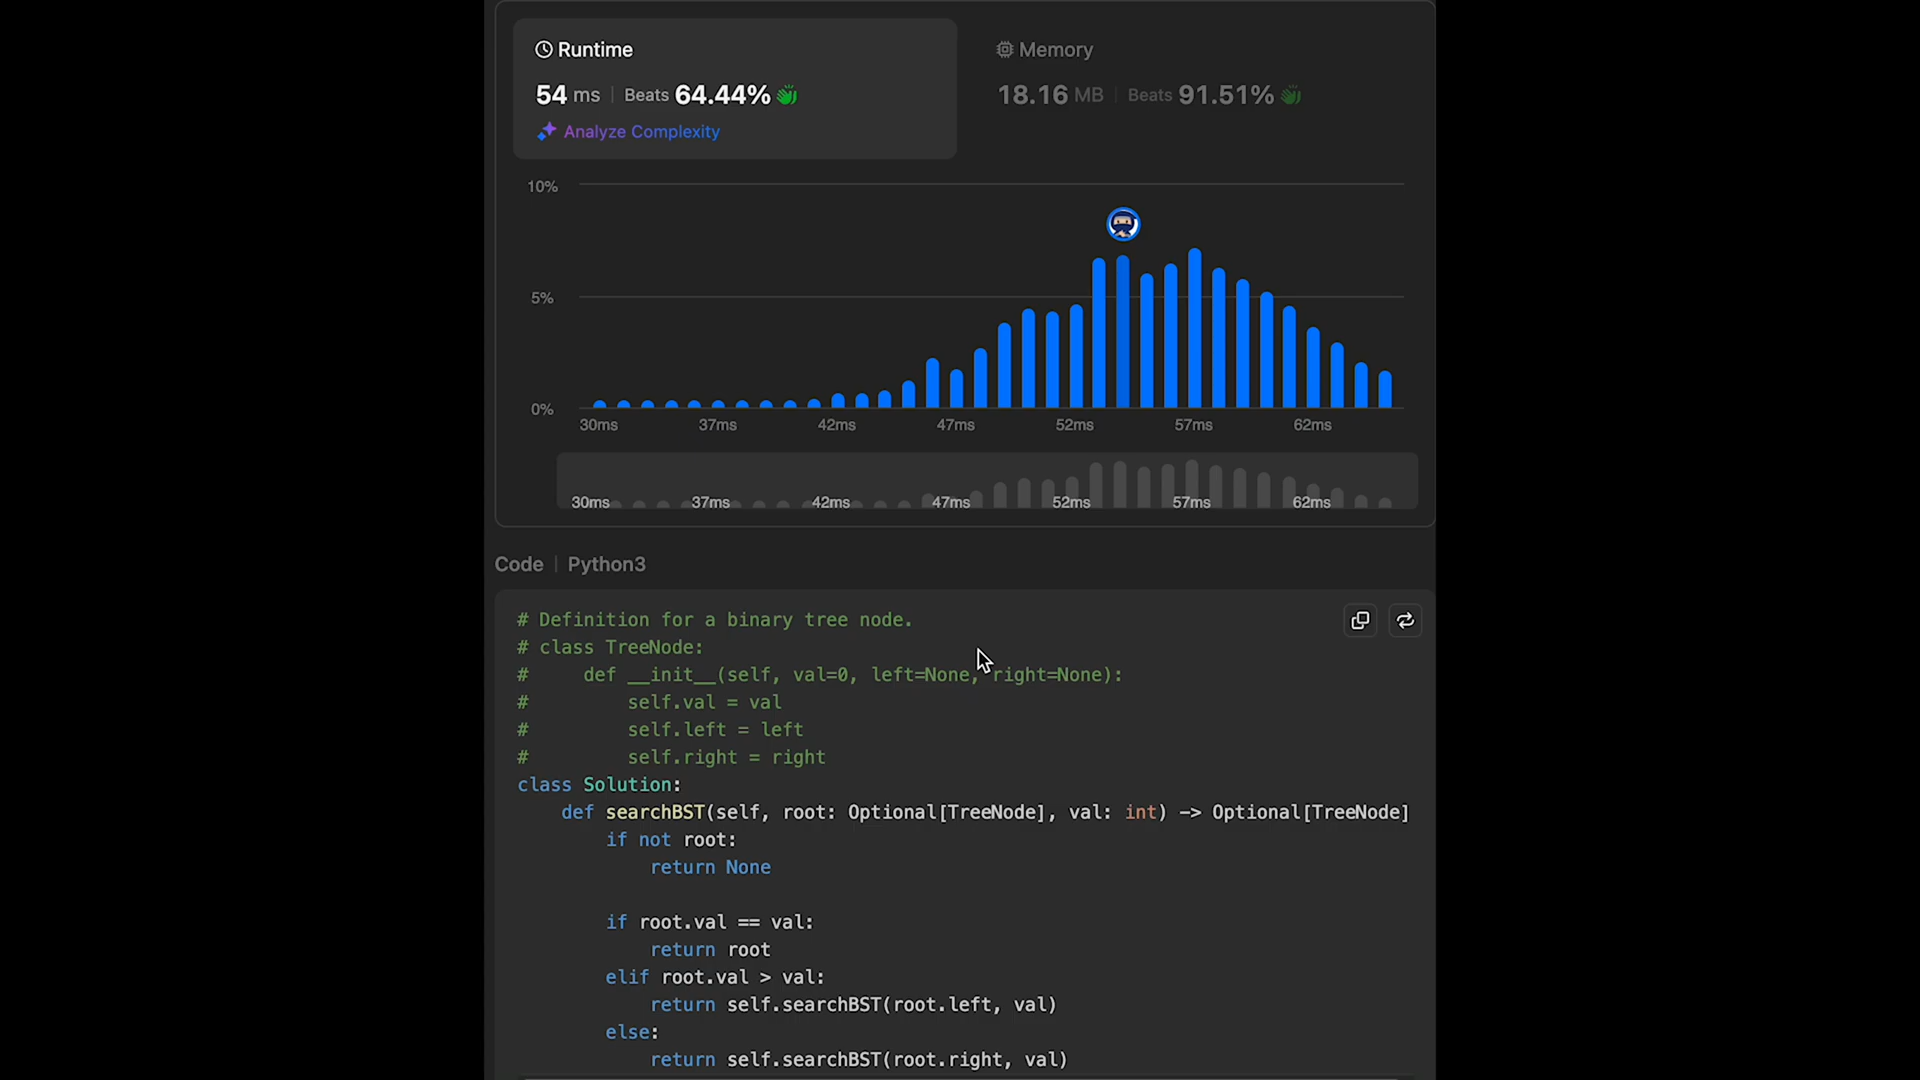 Runtime
54 ms | Beats 64.44%
Analyze Complexity
Memory
18.16 MB | Beats 91.51%
10%
5%
0%
30ms 37ms 42ms 47ms 52ms 57ms 62ms
30ms 37ms 42ms 47ms 52ms 57ms 62ms
Code | Python3
# Definition for a binary tree node.
# class TreeNode:
#     def __init__(self, val=0, left=None, right=None):
#         self.val = val
#         self.left = left
#         self.right = right
class Solution:
    def searchBST(self, root: Optional[TreeNode], val: int) -> Optional[TreeNode]
        if not root:
            return None
        if root.val == val:
            return root
        elif root.val > val:
            return self.searchBST(root.left, val)
        else:
            return self.searchBST(root.right, val)